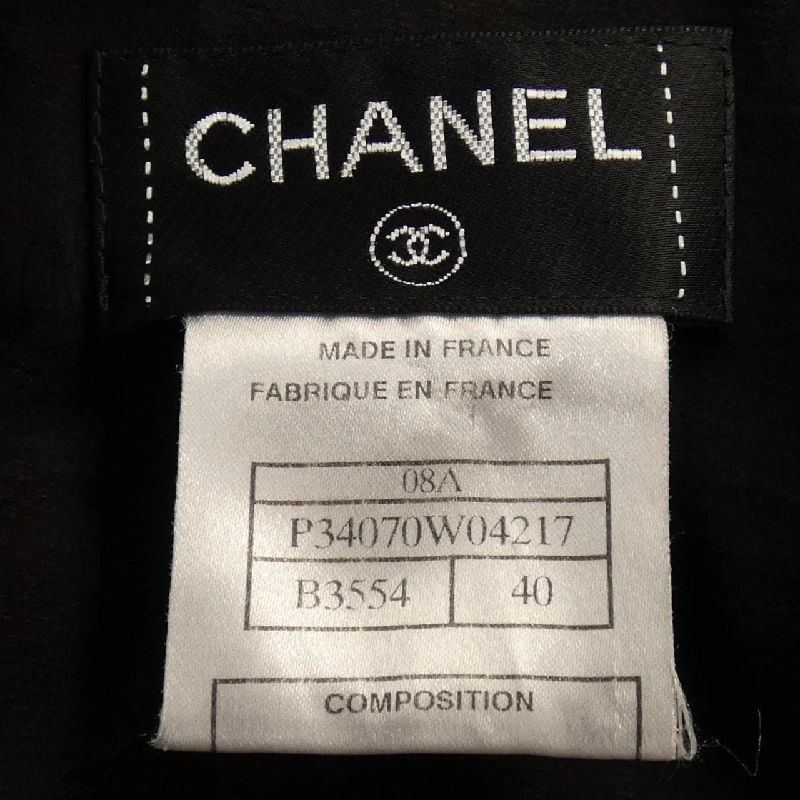 CHANEL
MADE IN FRANCE
FABRIQUE EN FRANCE
08A
P34070W04217
B3554 40
COMPOSITION